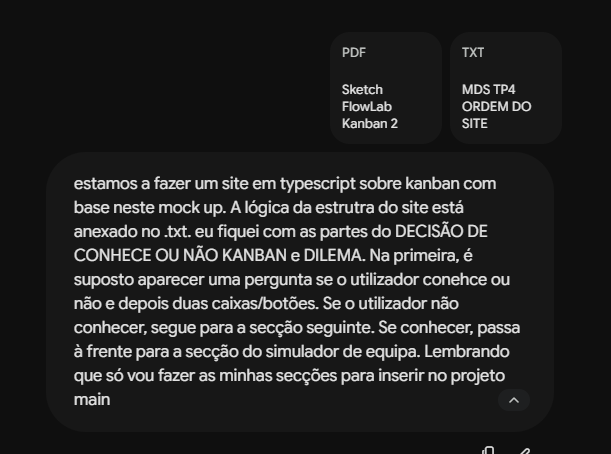 PDF
Sketch
FlowLab
Kanban 2
TXT
MDS TP4
ORDEM DO
SITE
estamos a fazer um site em typescript sobre kanban com
base neste mock up. A lógica da estrutra do site está
anexado no .txt. eu fiquei com as partes do DECISÃO DE
CONHECE OU NÃO KANBAN e DILEMA. Na primeira, é
suposto aparecer uma pergunta se o utilizador conehce ou
não e depois duas caixas/botões. Se o utilizador não
conhecer, segue para a secção seguinte. Se conhecer, passa
à frente para a secção do simulador de equipa. Lembrando
que só vou fazer as minhas secções para inserir no projeto
main